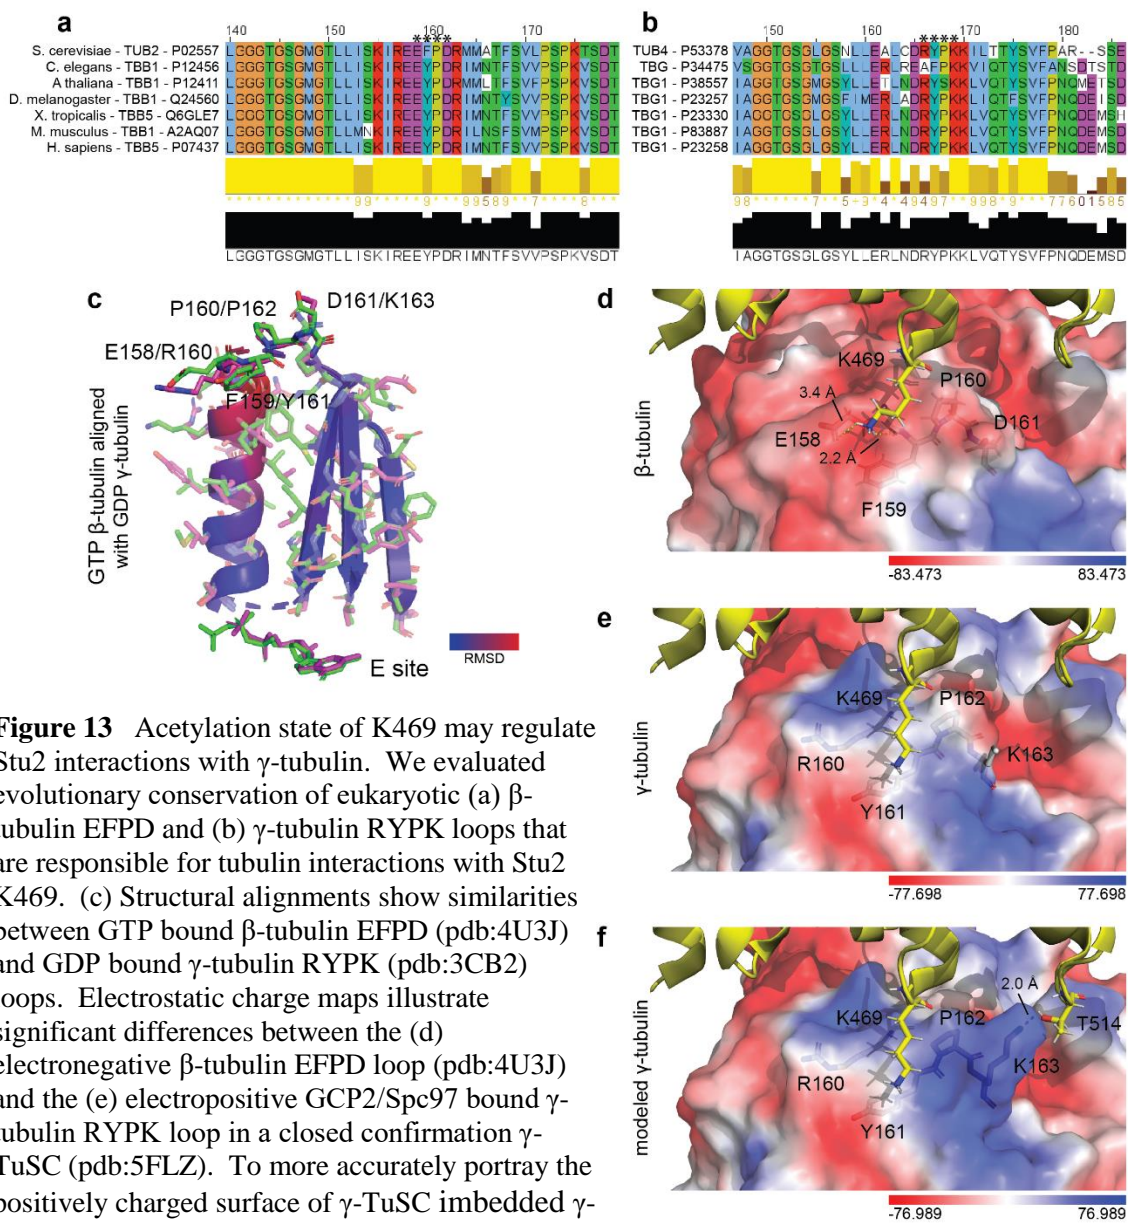 a
140 150 160 170
****
S. cerevisiae - TUB2 - P02557 LGGGTGSGMGTLLISKIREEFPDRMMATFSVLPSPKTSDT
C. elegans - TBB1 - P12456
A thaliana - TBB1 - P12411
D. melanogaster - TBB1 - Q24560
X. tropicalis - TBB5 - Q6GLE7
M. musculus - TBB1 - A2AQ07
H. sapiens - TBB5 - P07437
LGGGTGSGMGTLLISKIREEYPDRIMNTFSVVPSPKVSDT
b
150 160 170 180
****
TUB4 - P53378 VAGGTGSGLGSNLLEALCDRYPKKILTTYSVFPAR--SSE
TBG - P34475 VSGGTGSGTGSLLLERLREAFPKKIVQTYSVFANSDTSTD
TBG1 - P38557
TBG1 - P23257
TBG1 - P23330
TBG1 - P83887
TBG1 - P23258 IAGGTGSGLGSYLLERLNDRYPKKLVQTYSVFPNQDEMSD
IAGGTGSGLGSYLLERLNDRYPKKLVQTYSVFPNQDEMSD
c
P160/P162
D161/K163
E158/R160
F159/Y161
GTP β-tubulin aligned
with GDP γ-tubulin
E site
RMSD
d
β-tubulin
K469
P160
3.4 Å
D161
E158
2.2 Å
F159
-83.473 83.473
e
γ-tubulin
K469
P162
R160
K163
Y161
-77.698 77.698
f
modeled γ-tubulin
2.0 Å
K469
P162
T514
R160
K163
Y161
-76.989 76.989
Figure 13 Acetylation state of K469 may regulate
Stu2 interactions with γ-tubulin. We evaluated
evolutionary conservation of eukaryotic (a) β-
tubulin EFPD and (b) γ-tubulin RYPK loops that
are responsible for tubulin interactions with Stu2
K469. (c) Structural alignments show similarities
between GTP bound β-tubulin EFPD (pdb:4U3J)
and GDP bound γ-tubulin RYPK (pdb:3CB2)
loops. Electrostatic charge maps illustrate
significant differences between the (d)
electronegative β-tubulin EFPD loop (pdb:4U3J)
and the (e) electropositive GCP2/Spc97 bound γ-
tubulin RYPK loop in a closed confirmation γ-
TuSC (pdb:5FLZ). To more accurately portray the
positively charged surface of γ-TuSC imbedded γ-